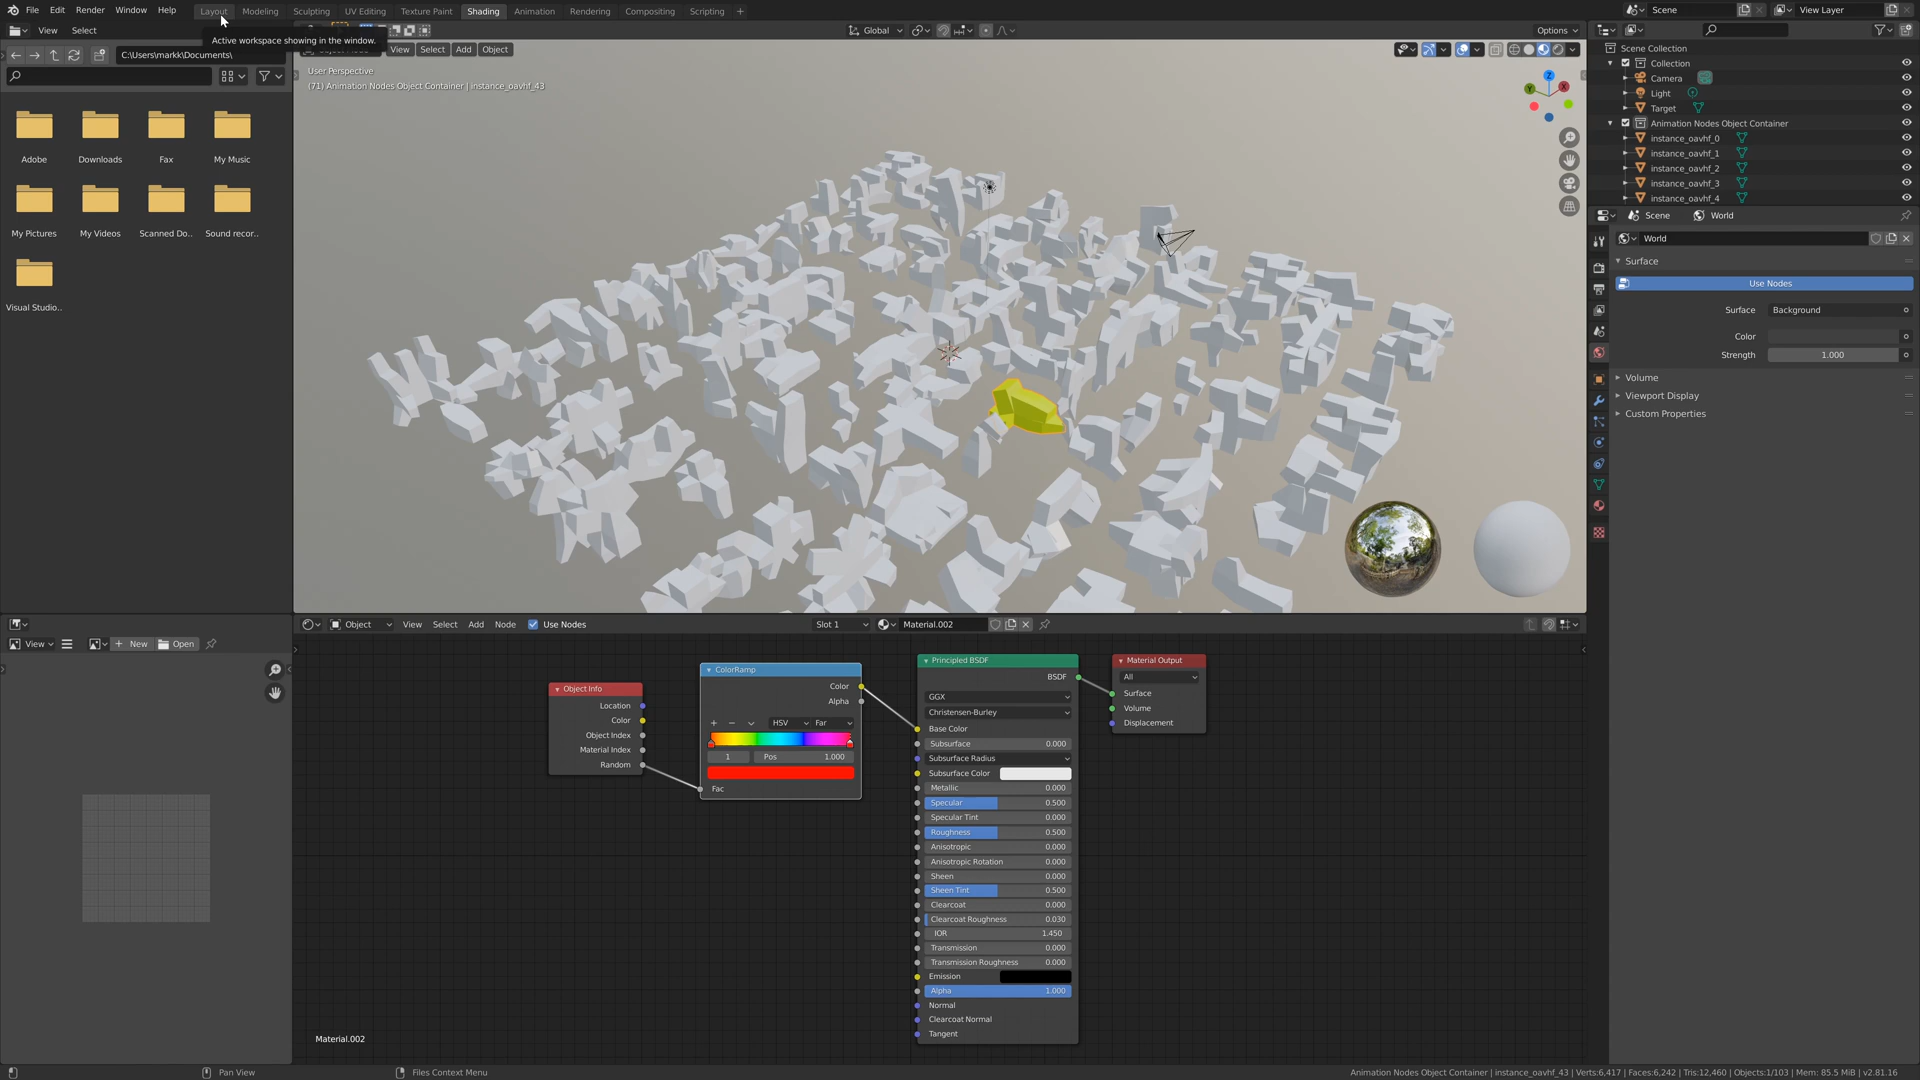 File Edit Render Window Help Layout Modeling Sculpting UV Editing Texture Paint Shading Animation Rendering Compositing Scripting +
Scene View Layer
View Select
Active workspace showing in the window.
Global
Options
C:\Users\markk\Documents\
View Select Add Object
User Perspective
(71) Animation Nodes Object Container | instance_oavhf_43
Z
Y
X
Adobe Downloads Fax My Music
My Pictures My Videos Scanned Do.. Sound recor..
Visual Studio..
Scene Collection
Collection
Camera
Light
Target
Animation Nodes Object Container
instance_oavhf_0
instance_oavhf_1
instance_oavhf_2
instance_oavhf_3
instance_oavhf_4
Scene World
World
Surface
Use Nodes
Surface Background
Color
Strength 1.000
Volume
Viewport Display
Custom Properties
View New Open
Object View Select Add Node Use Nodes Slot 1 Material.002
Object Info
Location
Color
Object Index
Material Index
Random
ColorRamp
Color
Alpha
+ − HSV Far
1 Pos 1.000
Fac
Principled BSDF
BSDF
GGX
Christensen-Burley
Base Color
Subsurface 0.000
Subsurface Radius
Subsurface Color
Metallic 0.000
Specular 0.500
Specular Tint 0.000
Roughness 0.500
Anisotropic 0.000
Anisotropic Rotation 0.000
Sheen 0.000
Sheen Tint 0.500
Clearcoat 0.000
Clearcoat Roughness 0.030
IOR 1.450
Transmission 0.000
Transmission Roughness 0.000
Emission
Alpha 1.000
Normal
Clearcoat Normal
Tangent
Material Output
All
Surface
Volume
Displacement
Material.002
Pan View Files Context Menu
Animation Nodes Object Container | instance_oavhf_43 | Verts:6,417 | Faces:6,242 | Tris:12,460 | Objects:1/103 | Mem: 85.5 MiB | v2.81.16